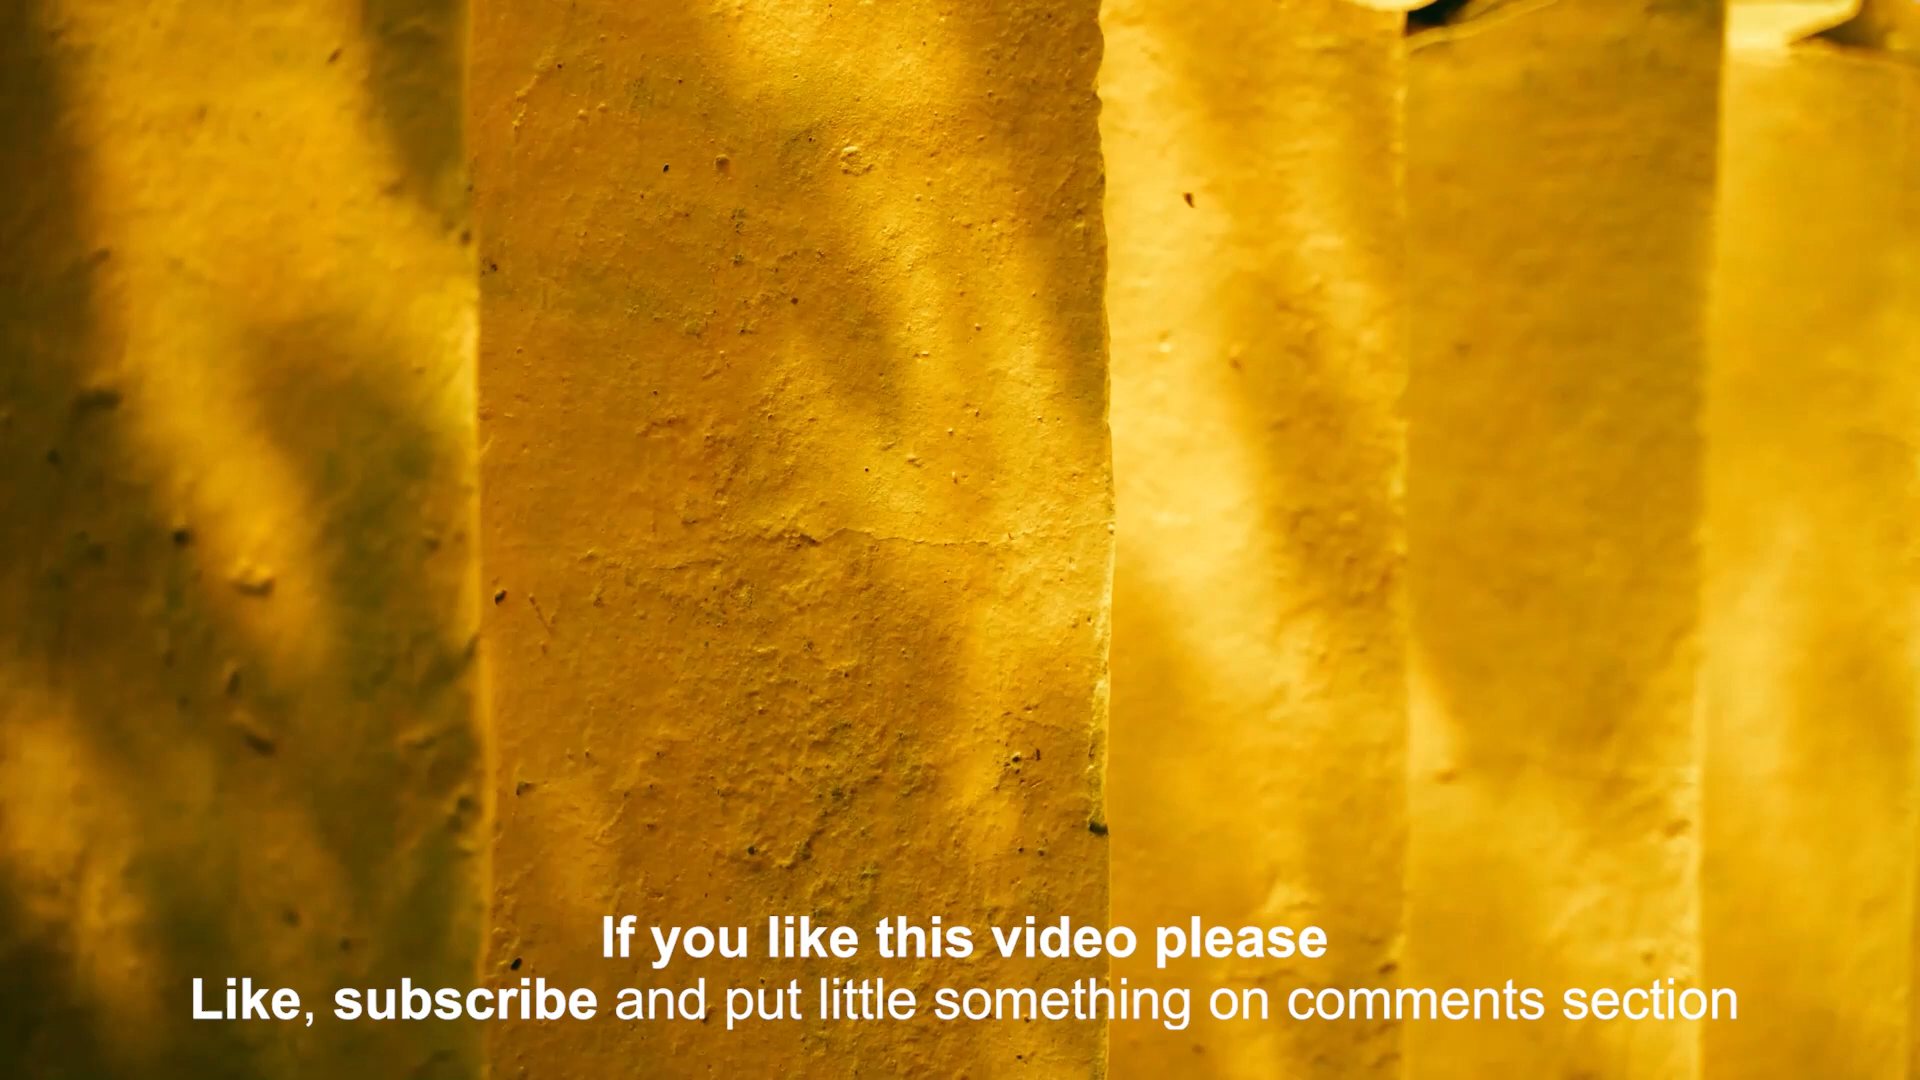 If you like this video please
Like, subscribe and put little something on comments section